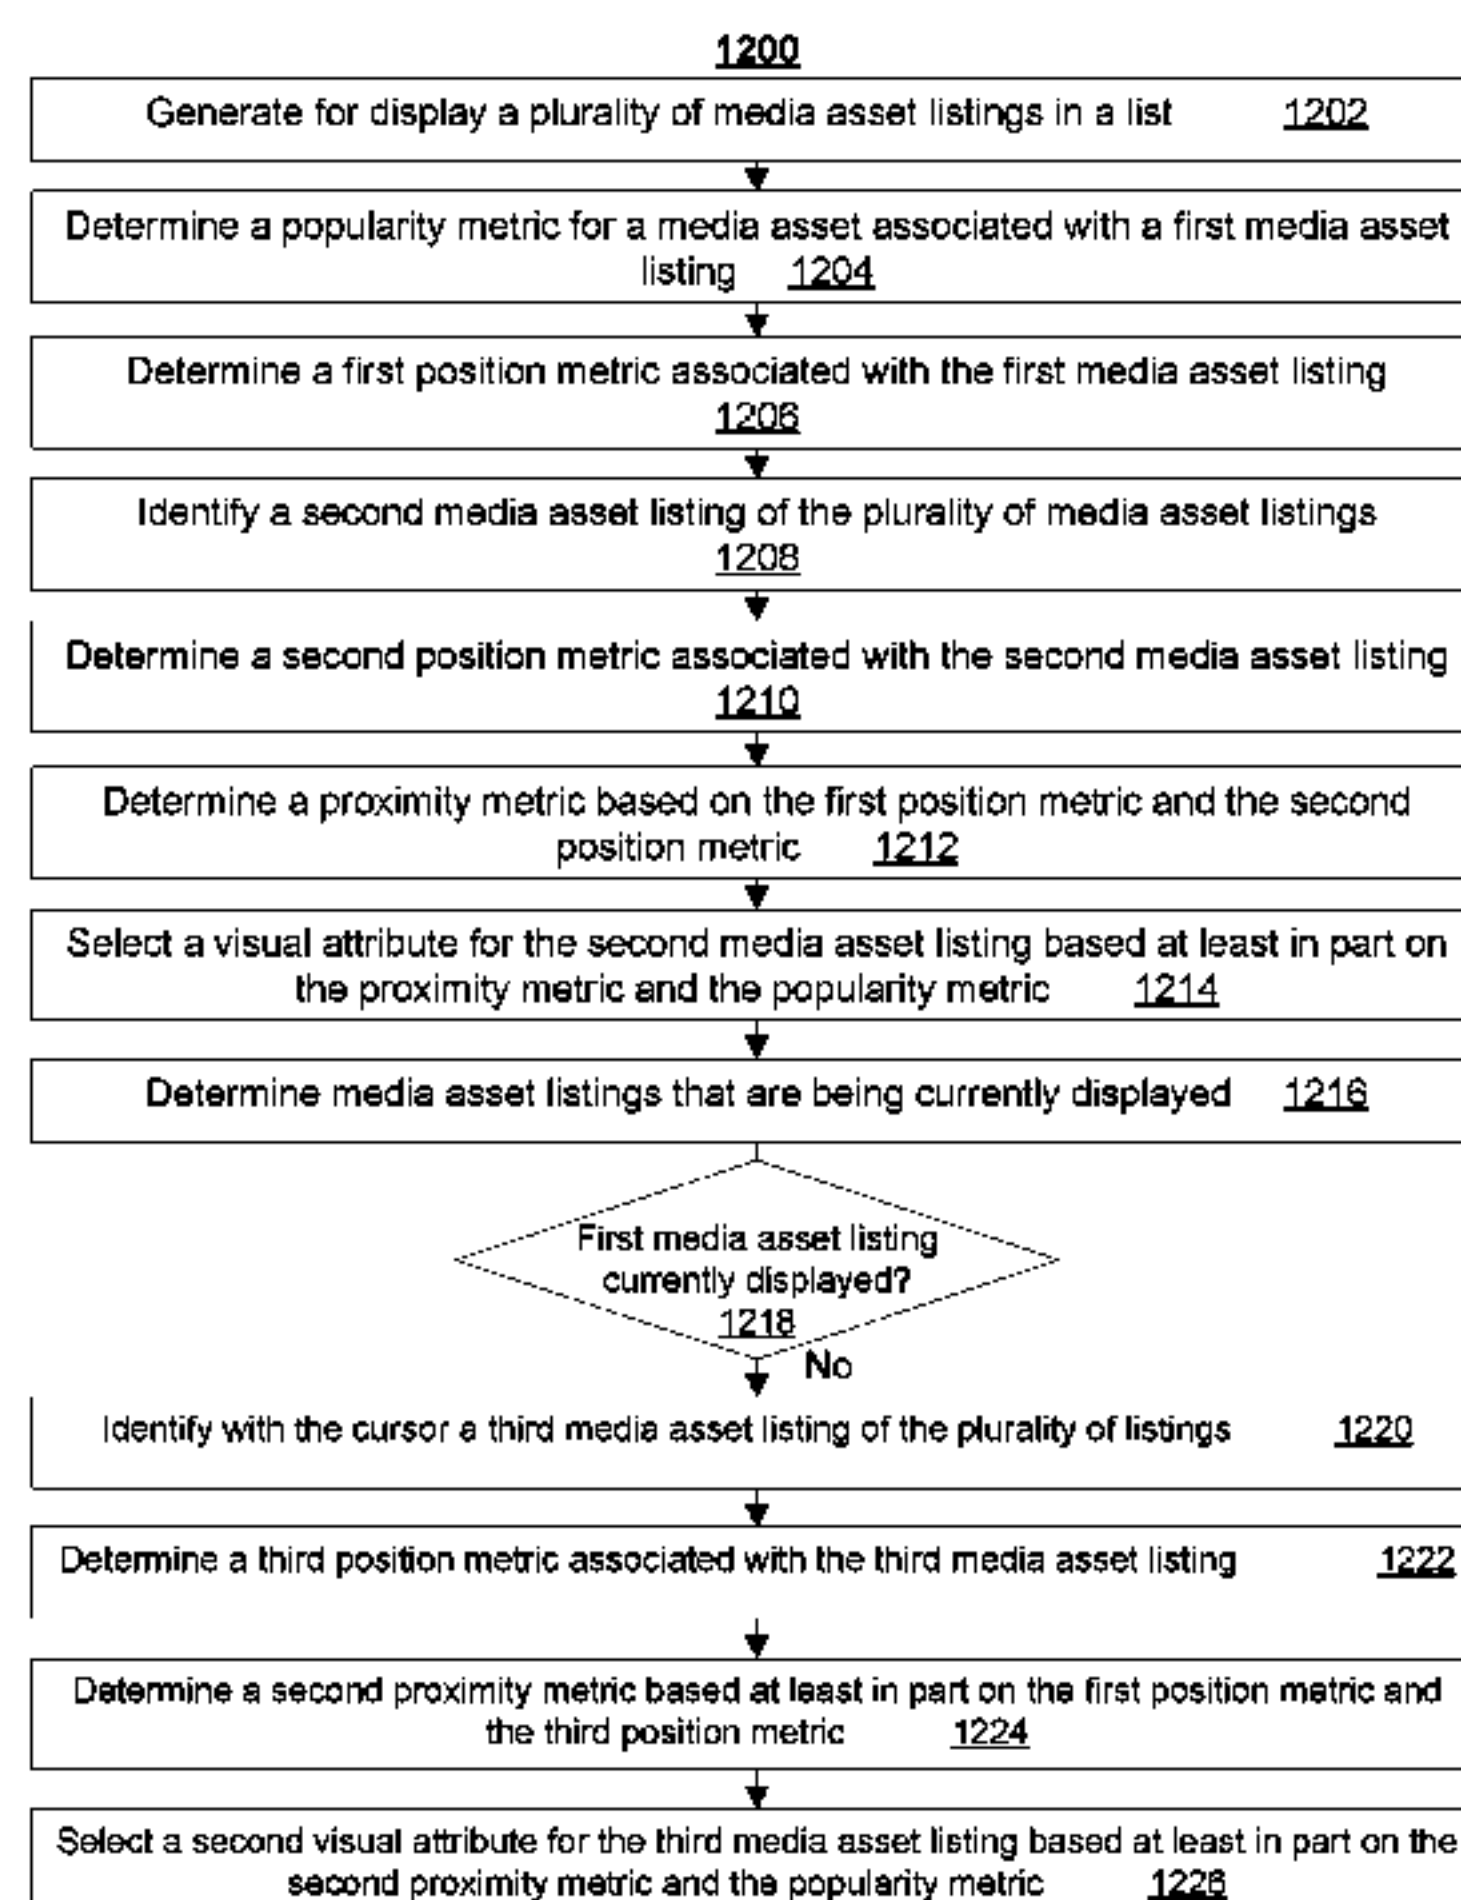 1200
Generate for display a plurality of media asset listings in a list 1202
Determine a popularity metric for a media asset associated with a first media asset
listing 1204
Determine a first position metric associated with the first media asset listing
1206
Identify a second media asset listing of the plurality of media asset listings
1208
Determine a second position metric associated with the second media asset listing
1210
Determine a proximity metric based on the first position metric and the second
position metric 1212
Select a visual attribute for the second media asset listing based at least in part on
the proximity metric and the popularity metric 1214
Determine media asset listings that are being currently displayed 1216
First media asset listing
currently displayed?
1218
No
Identify with the cursor a third media asset listing of the plurality of listings 1220
Determine a third position metric associated with the third media asset listing 1222
Determine a second proximity metric based at least in part on the first position metric and
the third position metric 1224
Select a second visual attribute for the third media asset listing based at least in part on the
second proximity metric and the popularity metric 1226